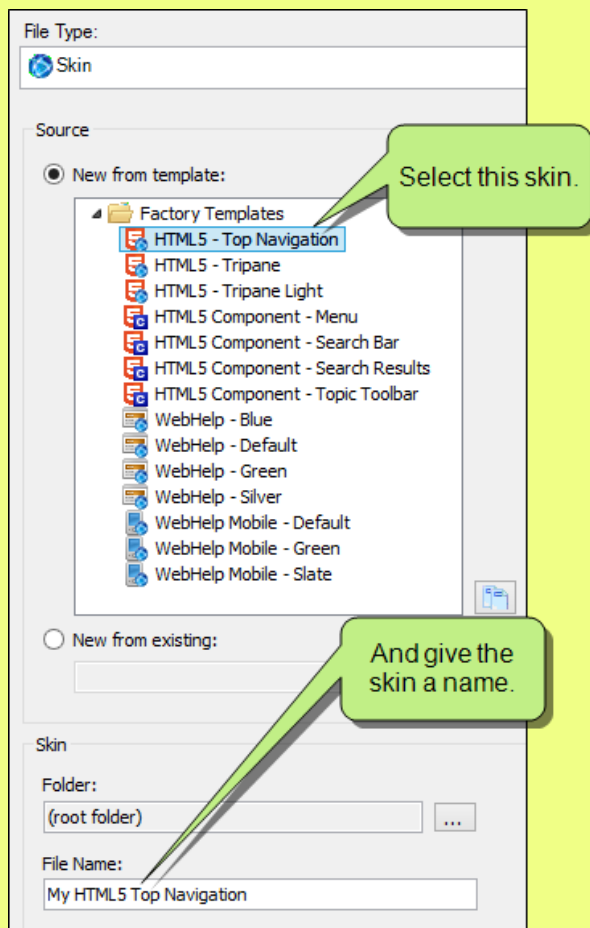 File Type:
Skin
Source
New from template:
Select this skin.
Factory Templates
HTML5 - Top Navigation
HTML5 - Tripane
HTML5 - Tripane Light
HTML5 Component - Menu
HTML5 Component - Search Bar
HTML5 Component - Search Results
HTML5 Component - Topic Toolbar
WebHelp - Blue
WebHelp - Default
WebHelp - Green
WebHelp - Silver
WebHelp Mobile - Default
WebHelp Mobile - Green
WebHelp Mobile - Slate
New from existing:
And give the
skin a name.
Skin
Folder:
(root folder)
...
File Name:
My HTML5 Top Navigation